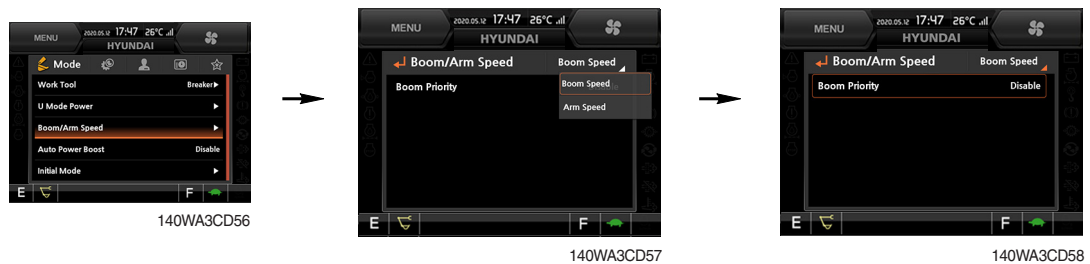 MENU
2020.05.12 17:47 26°C
HYUNDAI
Mode
Work Tool Breaker
U Mode Power
Boom/Arm Speed
Auto Power Boost Disable
Initial Mode
E F
140WA3CD56
MENU
2020.05.12 17:47 26°C
HYUNDAI
Boom/Arm Speed Boom Speed
Boom Priority
Boom Speed
Arm Speed
E F
140WA3CD57
MENU
2020.05.12 17:47 26°C
HYUNDAI
Boom/Arm Speed Boom Speed
Boom Priority Disable
E F
140WA3CD58